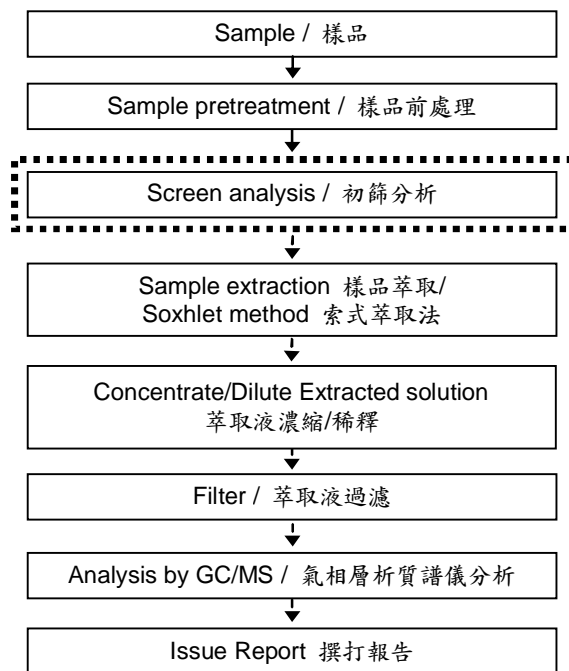 Sample / 樣品
Sample pretreatment / 樣品前處理
Screen analysis / 初篩分析
Sample extraction 樣品萃取/
Soxhlet method 索式萃取法
Concentrate/Dilute Extracted solution
萃取液濃縮/稀釋
Filter / 萃取液過濾
Analysis by GC/MS / 氣相層析質譜儀分析
Issue Report 撰打報告